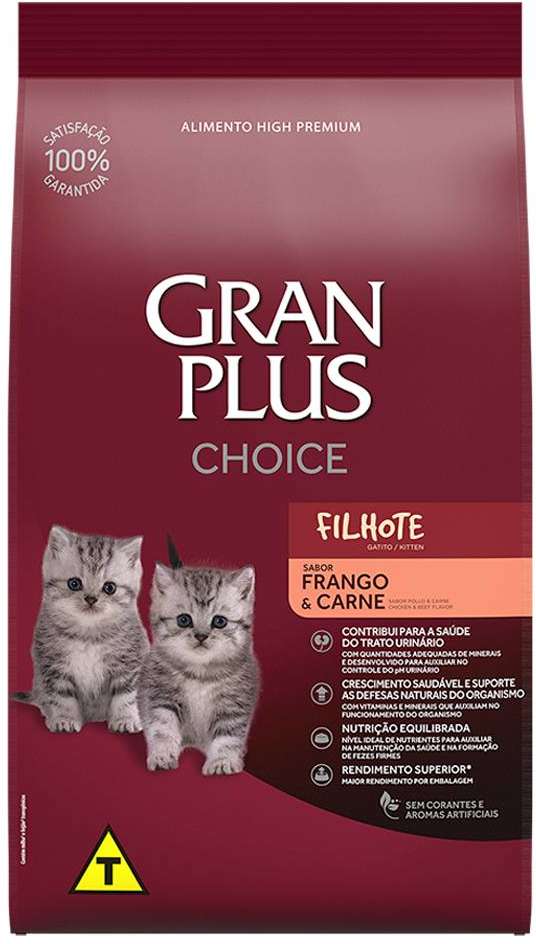 SATISFAÇÃO
100%
GARANTIDA
ALIMENTO HIGH PREMIUM
GRAN
PLUS
CHOICE
FILHOTE
GATITO / KITTEN
SABOR
FRANGO
& CARNE
SABOR POLLO & CARNE
CHICKEN & BEEF FLAVOR
CONTRIBUI PARA A SAÚDE
DO TRATO URINÁRIO
COM QUANTIDADES ADEQUADAS DE MINERAIS
E DESENVOLVIDO PARA AUXILIAR NO
CONTROLE DO pH URINÁRIO
CRESCIMENTO SAUDÁVEL E SUPORTE
AS DEFESAS NATURAIS DO ORGANISMO
COM VITAMINAS E MINERAIS QUE AUXILIAM NO
FUNCIONAMENTO DO ORGANISMO
NUTRIÇÃO EQUILIBRADA
NÍVEL IDEAL DE NUTRIENTES PARA AUXILIAR
NA MANUTENÇÃO DA SAÚDE E NA FORMAÇÃO
DE FEZES FIRMES
RENDIMENTO SUPERIOR*
MAIOR RENDIMENTO POR EMBALAGEM
SEM CORANTES E
AROMAS ARTIFICIAIS
T